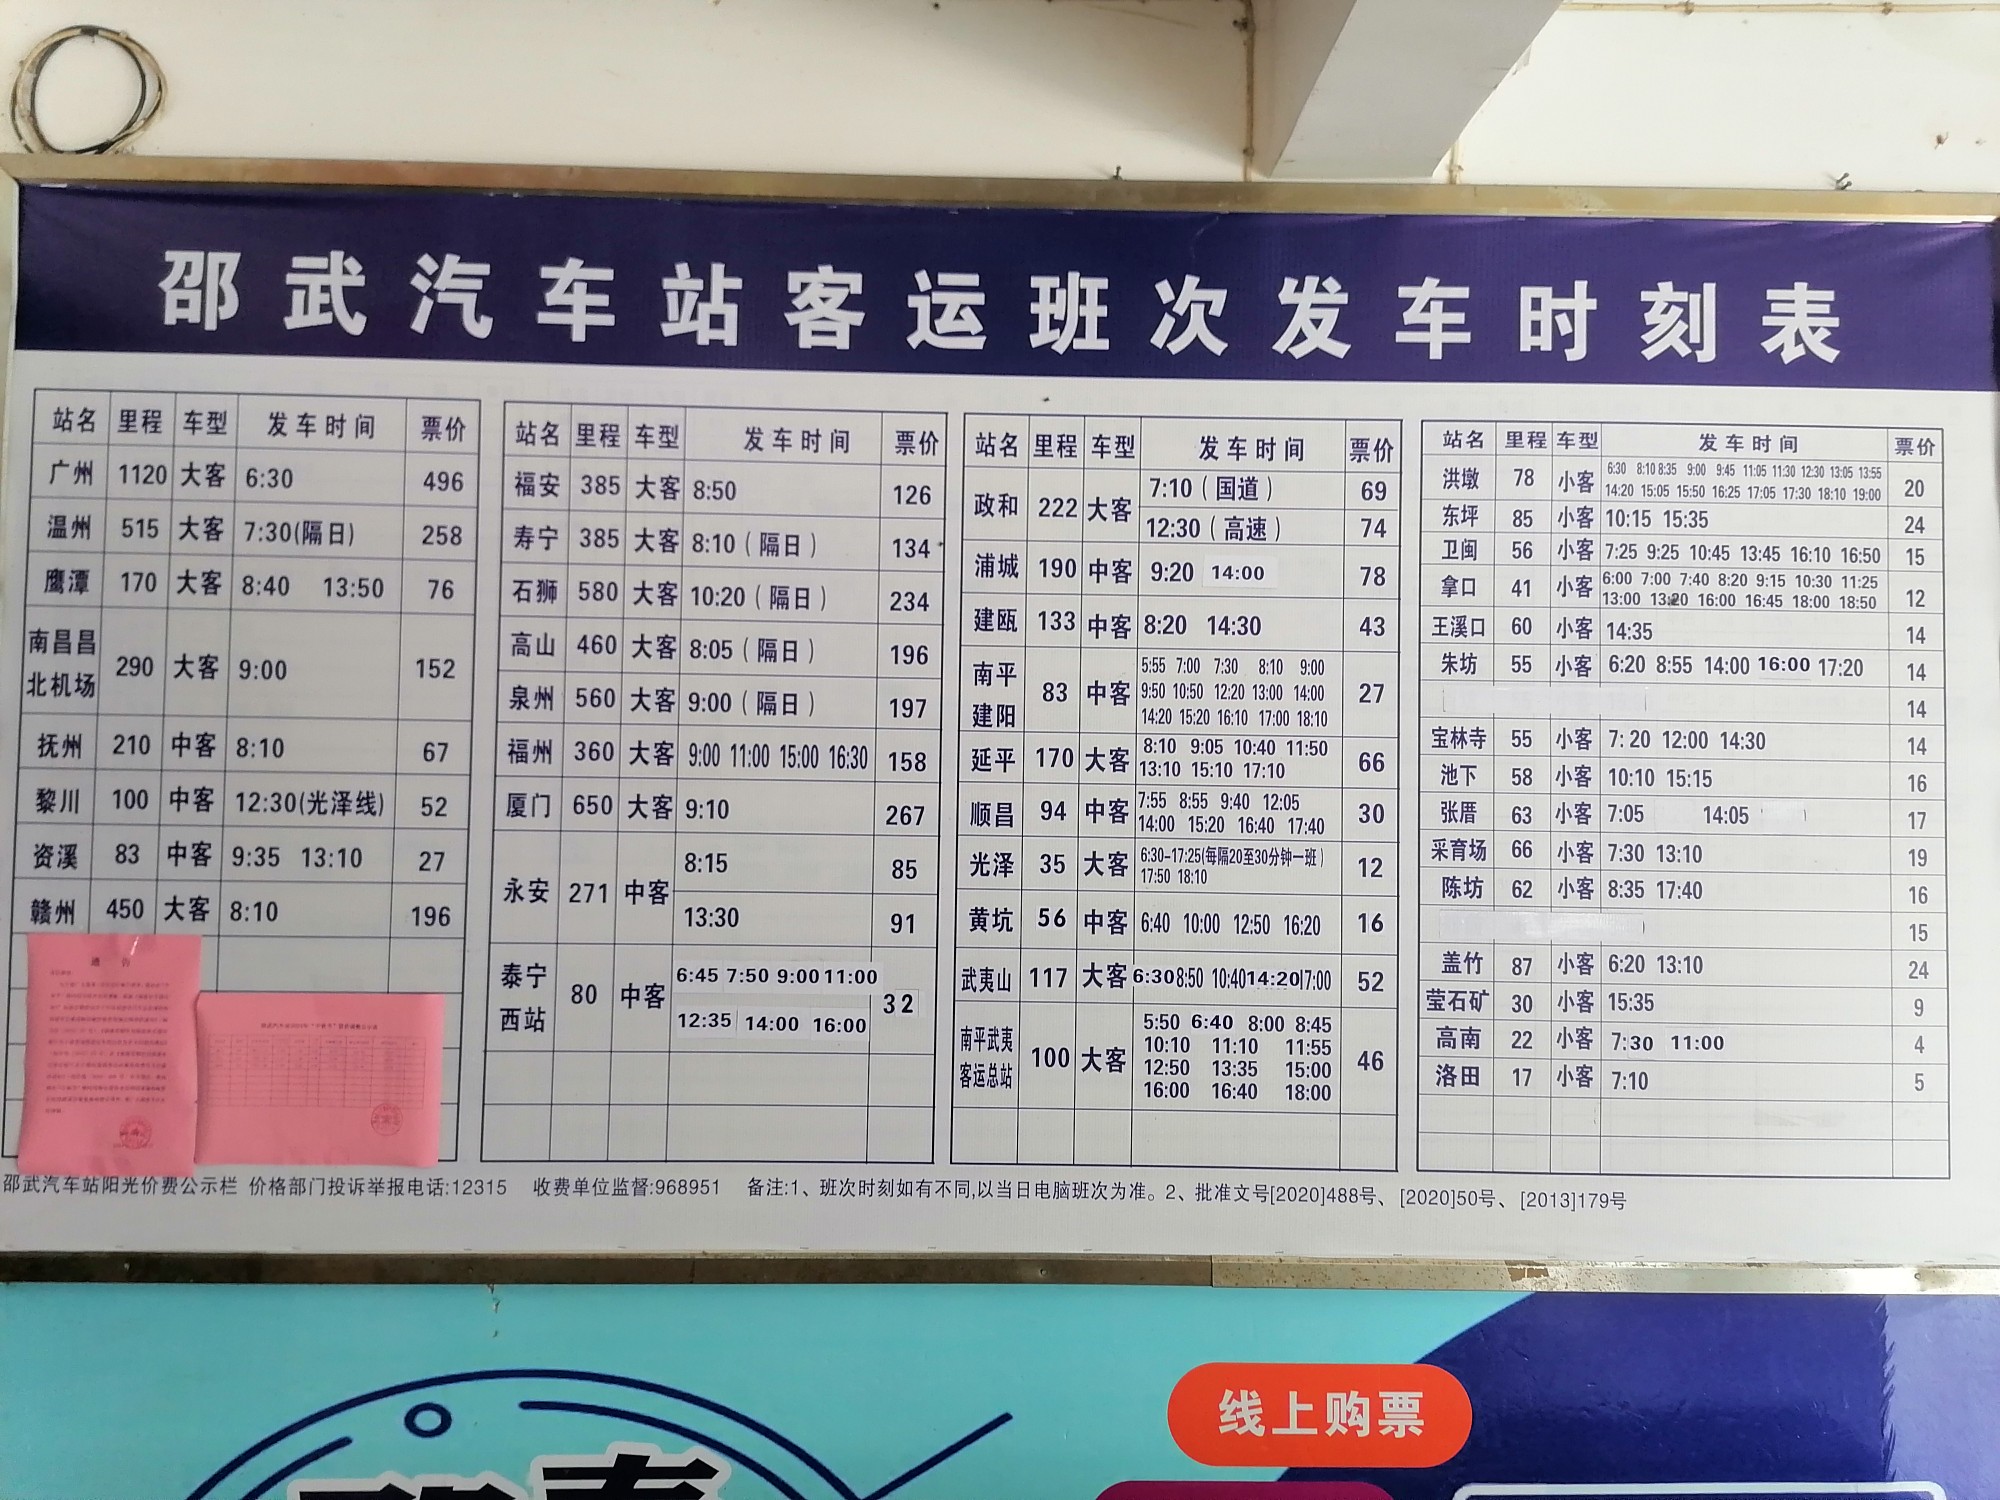 邵武汽车站客运班次发车时刻表
站名 里程 车型 发车时间 票价
广州 1120 大客 6:30 496
温州 515 大客 7:30(隔日) 258
鹰潭 170 大客 8:40 13:50 76
南昌昌
北机场 290 大客 9:00 152
抚州 210 中客 8:10 67
黎川 100 中客 12:30(光泽线) 52
资溪 83 中客 9:35 13:10 27
赣州 450 大客 8:10 196
通告
站名 里程 车型 发车时间 票价
福安 385 大客 8:50 126
寿宁 385 大客 8:10（隔日） 134
石狮 580 大客 10:20（隔日） 234
高山 460 大客 8:05（隔日） 196
泉州 560 大客 9:00（隔日） 197
福州 360 大客 9:00 11:00 15:00 16:30 158
厦门 650 大客 9:10 267
永安 271 中客 8:15 85
13:30 91
泰宁
西站 80 中客 6:45 7:50 9:00 11:00
12:35 14:00 16:00 32
站名 里程 车型 发车时间 票价
政和 222 大客 7:10（国道） 69
12:30（高速） 74
浦城 190 中客 9:20 14:00 78
建瓯 133 中客 8:20 14:30 43
南平
建阳 83 中客 5:55 7:00 7:30 8:10 9:00
9:50 10:50 12:20 13:00 14:00
14:20 15:20 16:10 17:00 18:10 27
延平 170 大客 8:10 9:05 10:40 11:50
13:10 15:10 17:10 66
顺昌 94 中客 7:55 8:55 9:40 12:05
14:00 15:20 16:40 17:40 30
光泽 35 大客 6:30-17:25(每隔20至30分钟一班)
17:50 18:10 12
黄坑 56 中客 6:40 10:00 12:50 16:20 16
武夷山 117 大客 6:30 8:50 10:40 14:20 17:00 52
南平武夷
客运总站 100 大客 5:50 6:40 8:00 8:45
10:10 11:10 11:55
12:50 13:35 15:00
16:00 16:40 18:00 46
站名 里程 车型 发车时间 票价
洪墩 78 小客 6:30 8:10 8:35 9:00 9:45 11:05 11:30 12:30 13:05 13:55
14:20 15:05 15:50 16:25 17:05 17:30 18:10 19:00 20
东坪 85 小客 10:15 15:35 24
卫闽 56 小客 7:25 9:25 10:45 13:45 16:10 16:50 15
拿口 41 小客 6:00 7:00 7:40 8:20 9:15 10:30 11:25
13:00 13:20 16:00 16:45 18:00 18:50 12
王溪口 60 小客 14:35 14
朱坊 55 小客 6:20 8:55 14:00 16:00 17:20 14
14
宝林寺 55 小客 7:20 12:00 14:30 14
池下 58 小客 10:10 15:15 16
张厝 63 小客 7:05 14:05 17
采育场 66 小客 7:30 13:10 19
陈坊 62 小客 8:35 17:40 16
15
盖竹 87 小客 6:20 13:10 24
莹石矿 30 小客 15:35 9
高南 22 小客 7:30 11:00 4
洛田 17 小客 7:10 5
邵武汽车站阳光价费公示栏 价格部门投诉举报电话:12315 收费单位监督:968951 备注:1、班次时刻如有不同,以当日电脑班次为准。2、批准文号[2020]488号、[2020]50号、[2013]179号
线上购票